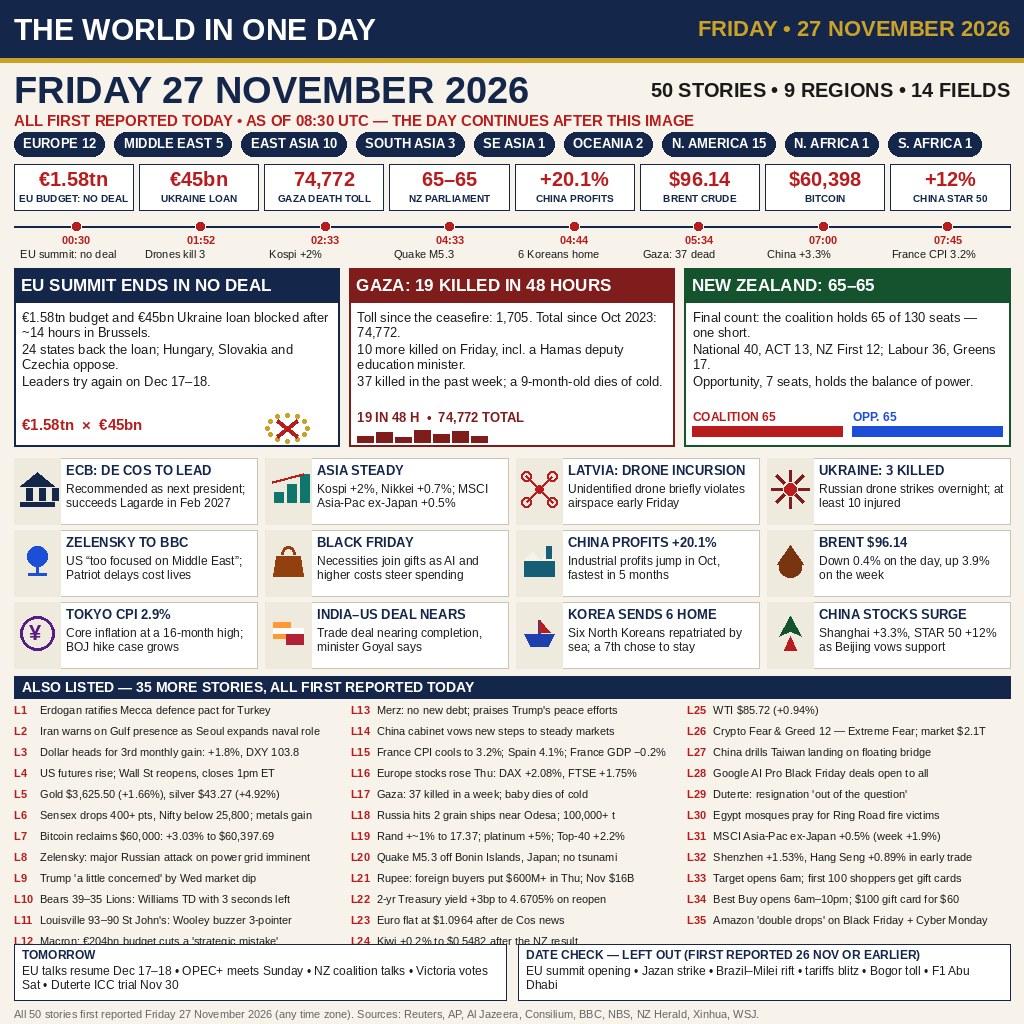 THE WORLD IN ONE DAY
FRIDAY • 27 NOVEMBER 2026
FRIDAY 27 NOVEMBER 2026
50 STORIES • 9 REGIONS • 14 FIELDS
ALL FIRST REPORTED TODAY • AS OF 08:30 UTC — THE DAY CONTINUES AFTER THIS IMAGE
EUROPE 12
MIDDLE EAST 5
EAST ASIA 10
SOUTH ASIA 3
SE ASIA 1
OCEANIA 2
N. AMERICA 15
N. AFRICA 1
S. AFRICA 1
€1.58tn
EU BUDGET: NO DEAL
€45bn
UKRAINE LOAN
74,772
GAZA DEATH TOLL
65–65
NZ PARLIAMENT
+20.1%
CHINA PROFITS
$96.14
BRENT CRUDE
$60,398
BITCOIN
+12%
CHINA STAR 50
00:30
EU summit: no deal
01:52
Drones kill 3
02:33
Kospi +2%
04:33
Quake M5.3
04:44
6 Koreans home
05:34
Gaza: 37 dead
07:00
China +3.3%
07:45
France CPI 3.2%
EU SUMMIT ENDS IN NO DEAL
€1.58tn budget and €45bn Ukraine loan blocked after
~14 hours in Brussels.
24 states back the loan; Hungary, Slovakia and
Czechia oppose.
Leaders try again on Dec 17–18.
€1.58tn × €45bn
GAZA: 19 KILLED IN 48 HOURS
Toll since the ceasefire: 1,705. Total since Oct 2023:
74,772.
10 more killed on Friday, incl. a Hamas deputy
education minister.
37 killed in the past week; a 9-month-old dies of cold.
19 IN 48 H • 74,772 TOTAL
NEW ZEALAND: 65–65
Final count: the coalition holds 65 of 130 seats —
one short.
National 40, ACT 13, NZ First 12; Labour 36, Greens
17.
Opportunity, 7 seats, holds the balance of power.
COALITION 65
OPP. 65
ECB: DE COS TO LEAD
Recommended as next president;
succeeds Lagarde in Feb 2027
ASIA STEADY
Kospi +2%, Nikkei +0.7%; MSCI
Asia-Pac ex-Japan +0.5%
LATVIA: DRONE INCURSION
Unidentified drone briefly violates
airspace early Friday
UKRAINE: 3 KILLED
Russian drone strikes overnight; at
least 10 injured
ZELENSKY TO BBC
US “too focused on Middle East”;
Patriot delays cost lives
BLACK FRIDAY
Necessities join gifts as AI and
higher costs steer spending
CHINA PROFITS +20.1%
Industrial profits jump in Oct,
fastest in 5 months
BRENT $96.14
Down 0.4% on the day, up 3.9%
on the week
¥
TOKYO CPI 2.9%
Core inflation at a 16-month high;
BOJ hike case grows
INDIA–US DEAL NEARS
Trade deal nearing completion,
minister Goyal says
KOREA SENDS 6 HOME
Six North Koreans repatriated by
sea; a 7th chose to stay
CHINA STOCKS SURGE
Shanghai +3.3%, STAR 50 +12%
as Beijing vows support
ALSO LISTED — 35 MORE STORIES, ALL FIRST REPORTED TODAY
L1 Erdogan ratifies Mecca defence pact for Turkey
L2 Iran warns on Gulf presence as Seoul expands naval role
L3 Dollar heads for 3rd monthly gain: +1.8%, DXY 103.8
L4 US futures rise; Wall St reopens, closes 1pm ET
L5 Gold $3,625.50 (+1.66%), silver $43.27 (+4.92%)
L6 Sensex drops 400+ pts, Nifty below 25,800; metals gain
L7 Bitcoin reclaims $60,000: +3.03% to $60,397.69
L8 Zelensky: major Russian attack on power grid imminent
L9 Trump 'a little concerned' by Wed market dip
L10 Bears 39–35 Lions: Williams TD with 3 seconds left
L11 Louisville 93–90 St John's: Wooley buzzer 3-pointer
L12 Macron: €204bn budget cuts a 'strategic mistake'
L13 Merz: no new debt; praises Trump's peace efforts
L14 China cabinet vows new steps to steady markets
L15 France CPI cools to 3.2%; Spain 4.1%; France GDP −0.2%
L16 Europe stocks rose Thu: DAX +2.08%, FTSE +1.75%
L17 Gaza: 37 killed in a week; baby dies of cold
L18 Russia hits 2 grain ships near Odesa; 100,000+ t
L19 Rand +~1% to 17.37; platinum +5%; Top-40 +2.2%
L20 Quake M5.3 off Bonin Islands, Japan; no tsunami
L21 Rupee: foreign buyers put $600M+ in Thu; Nov $16B
L22 2-yr Treasury yield +3bp to 4.6705% on reopen
L23 Euro flat at $1.0964 after de Cos news
L24 Kiwi +0.2% to $0.5482 after the NZ result
L25 WTI $85.72 (+0.94%)
L26 Crypto Fear & Greed 12 — Extreme Fear; market $2.1T
L27 China drills Taiwan landing on floating bridge
L28 Google AI Pro Black Friday deals open to all
L29 Duterte: resignation 'out of the question'
L30 Egypt mosques pray for Ring Road fire victims
L31 MSCI Asia-Pac ex-Japan +0.5% (week +1.9%)
L32 Shenzhen +1.53%, Hang Seng +0.89% in early trade
L33 Target opens 6am; first 100 shoppers get gift cards
L34 Best Buy opens 6am–10pm; $100 gift card for $60
L35 Amazon 'double drops' on Black Friday + Cyber Monday
TOMORROW
EU talks resume Dec 17–18 • OPEC+ meets Sunday • NZ coalition talks • Victoria votes
Sat • Duterte ICC trial Nov 30
DATE CHECK — LEFT OUT (FIRST REPORTED 26 NOV OR EARLIER)
EU summit opening • Jazan strike • Brazil–Milei rift • tariffs blitz • Bogor toll • F1 Abu
Dhabi
All 50 stories first reported Friday 27 November 2026 (any time zone). Sources: Reuters, AP, Al Jazeera, Consilium, BBC, NBS, NZ Herald, Xinhua, WSJ.